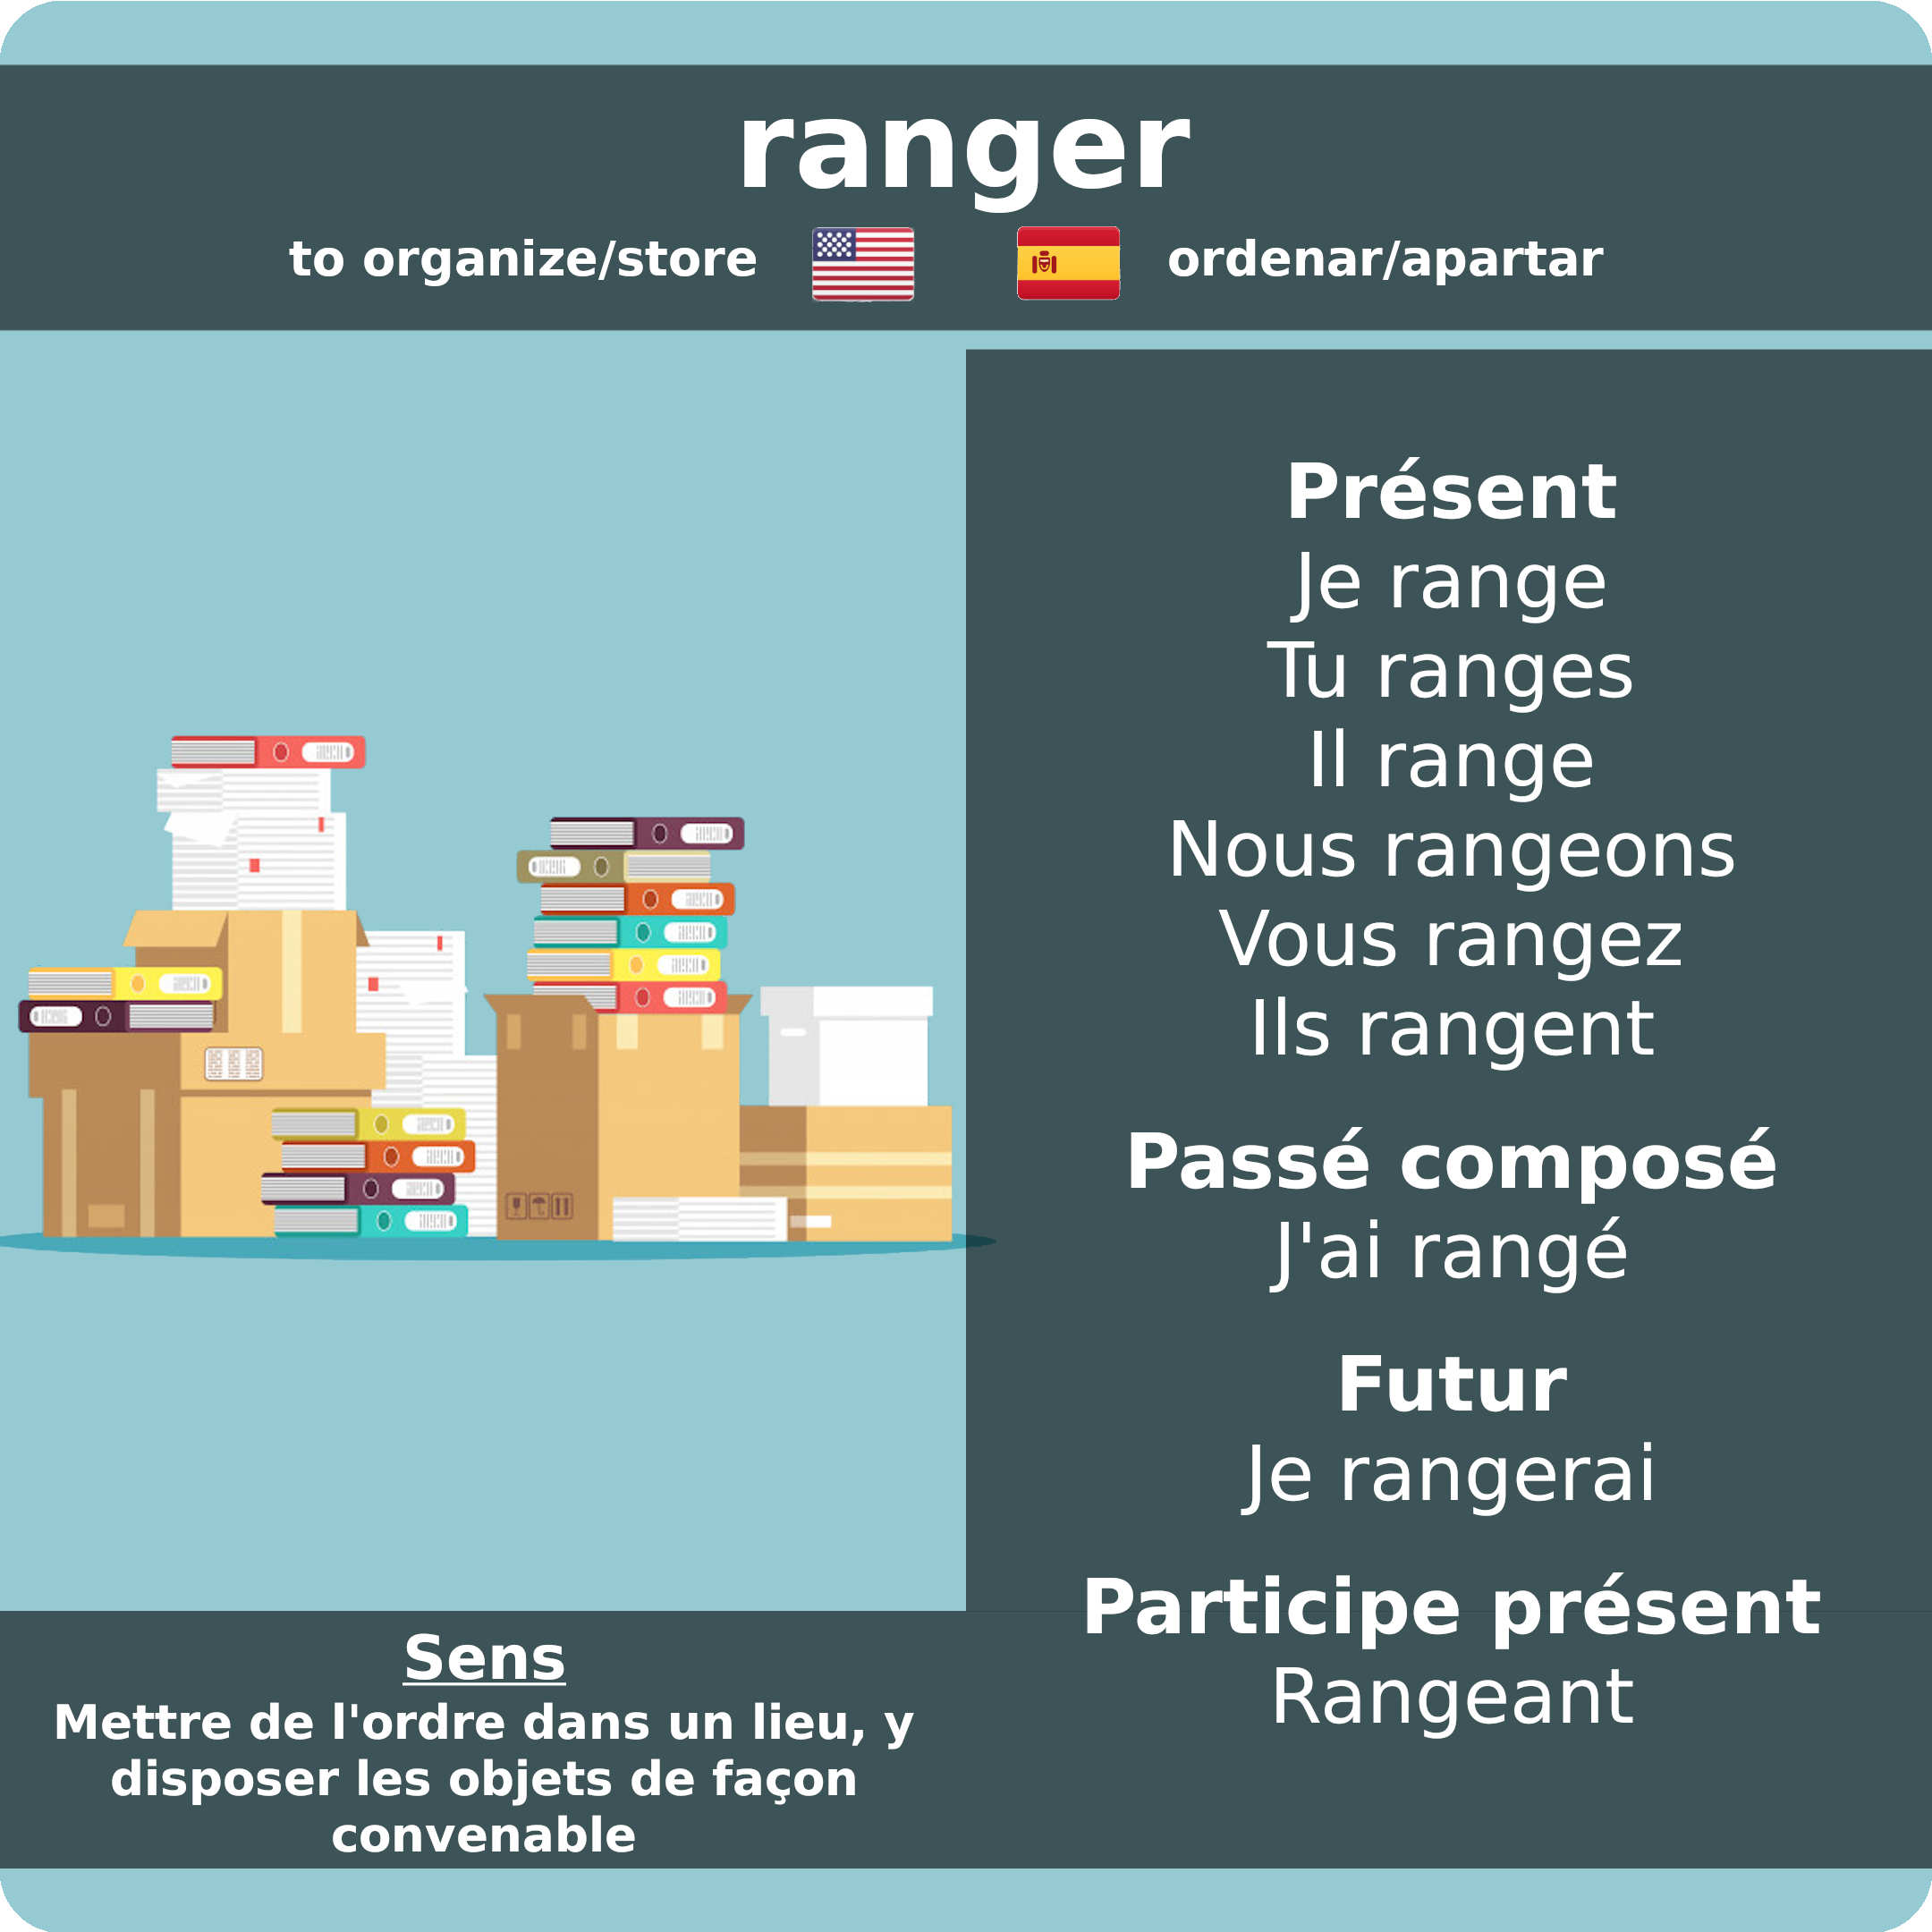 ranger
to organize/store
ordenar/apartar
Présent
Je range
Tu ranges
Il range
Nous rangeons
Vous rangez
Ils rangent
Passé composé
J'ai rangé
Futur
Je rangerai
Participe présent
Rangeant
Sens
Mettre de l'ordre dans un lieu, y
disposer les objets de façon
convenable